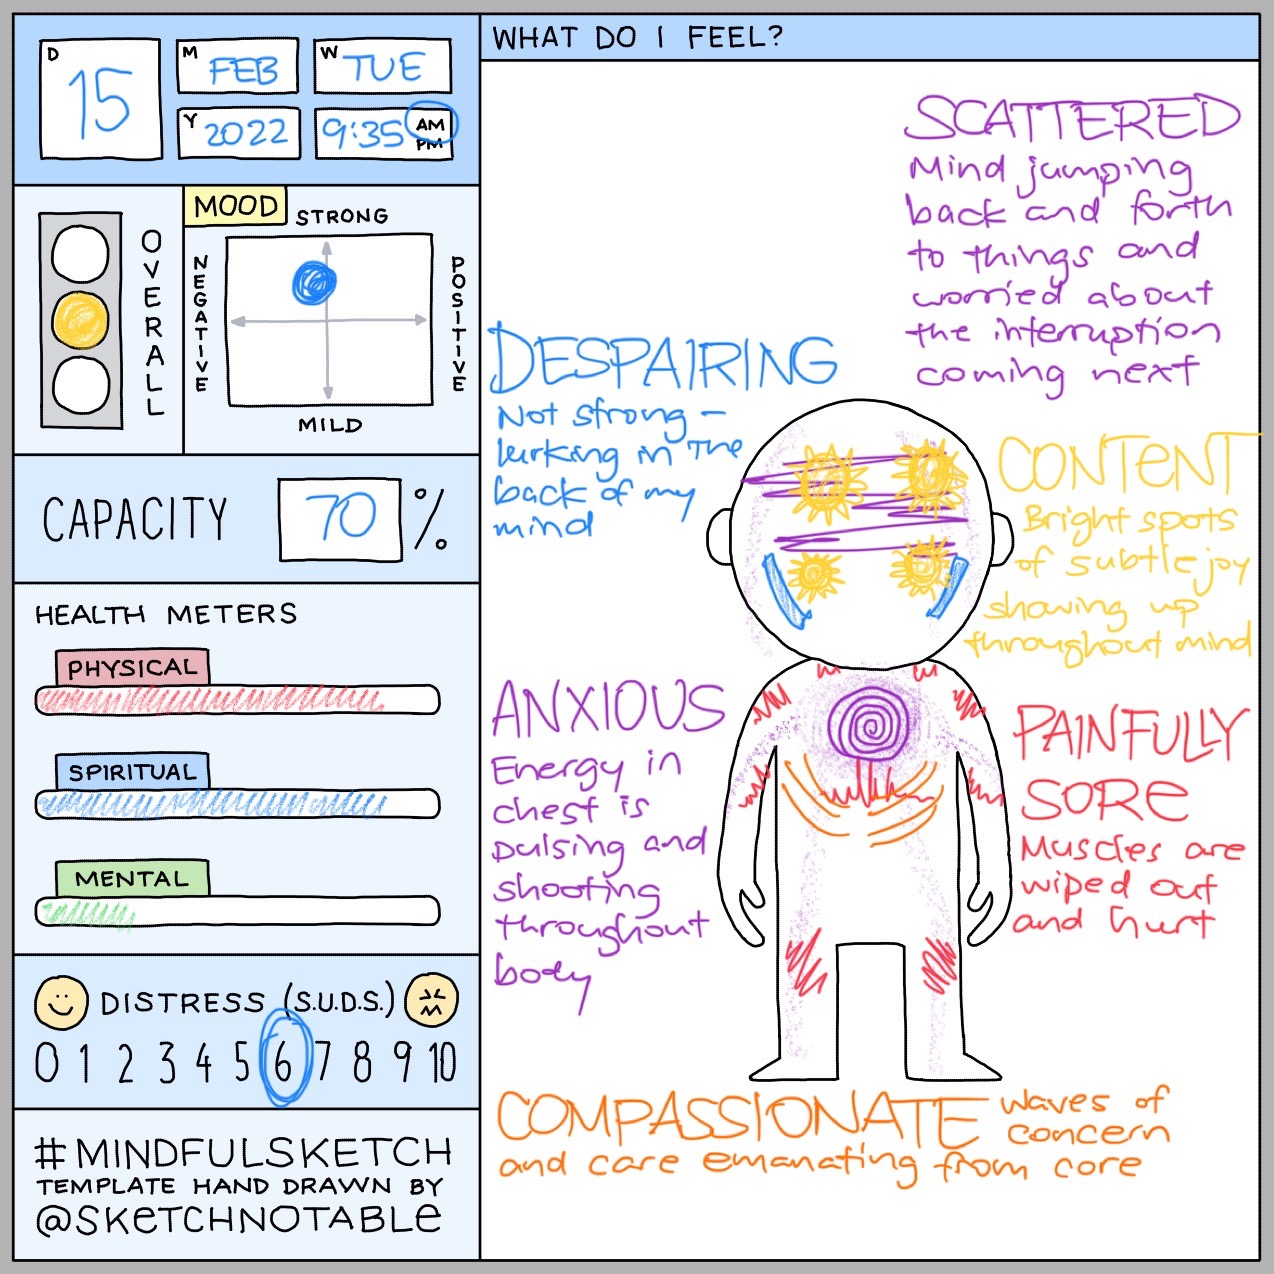 D
15
M
FEB
W
TUE
Y
2022
9:35
AM
PM
OVERALL
MOOD
STRONG
NEGATIVE
POSITIVE
MILD
CAPACITY 70 %
HEALTH METERS
PHYSICAL
SPIRITUAL
MENTAL
DISTRESS (S.U.D.S.)
0 1 2 3 4 5 6 7 8 9 10
#MINDFULSKETCH
TEMPLATE HAND DRAWN BY
@SKETCHNOTABLE
WHAT DO I FEEL?
SCATTERED
Mind jumping
back and forth
to things and
worried about
the interruption
coming next
DESPAIRING
Not strong –
lurking in the
back of my
mind
CONTENT
Bright spots
of subtle joy
showing up
throughout mind
ANXIOUS
Energy in
chest is
pulsing and
shooting
throughout
body
PAINFULLY
SORE
Muscles are
wiped out
and hurt
COMPASSIONATE waves of
concern
and care emanating from core